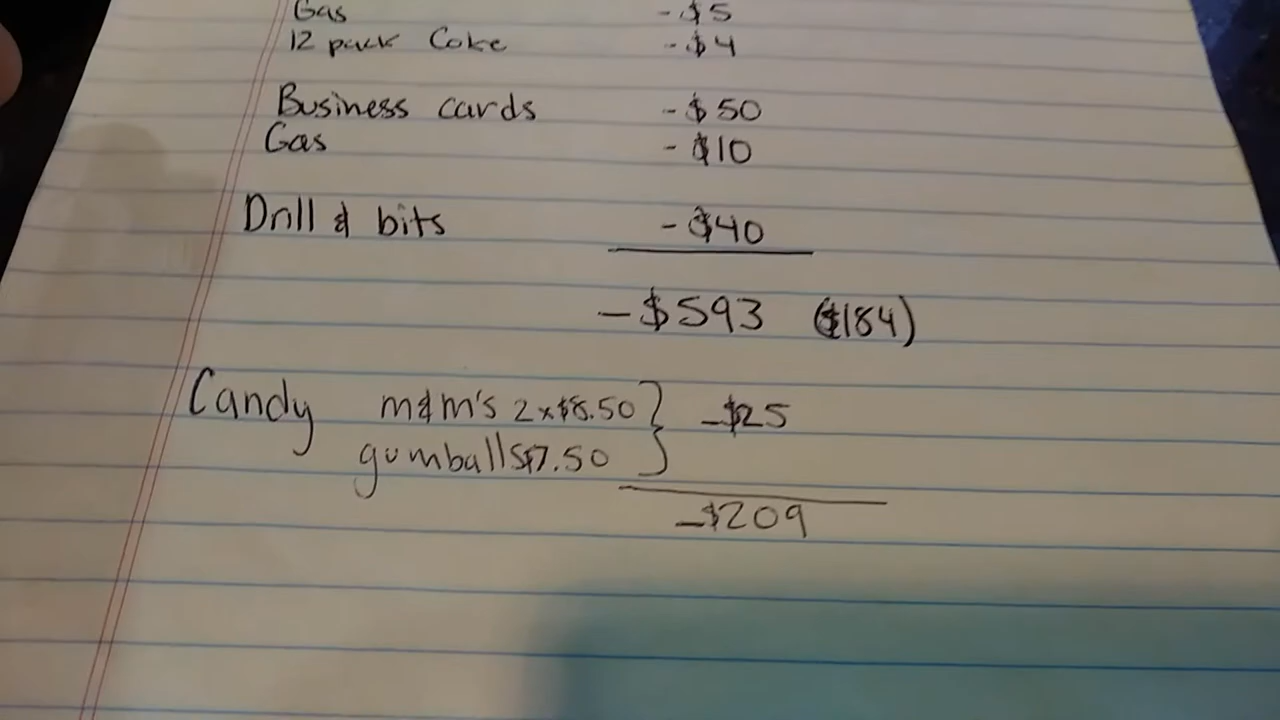 Gas -$5
12 pack Coke -$4
Business cards -$50
Gas -$10
Drill & bits -$40
-$593 ($184)
Candy m&m's 2x$8.50 } -$25
gumballs$7.50
-$209